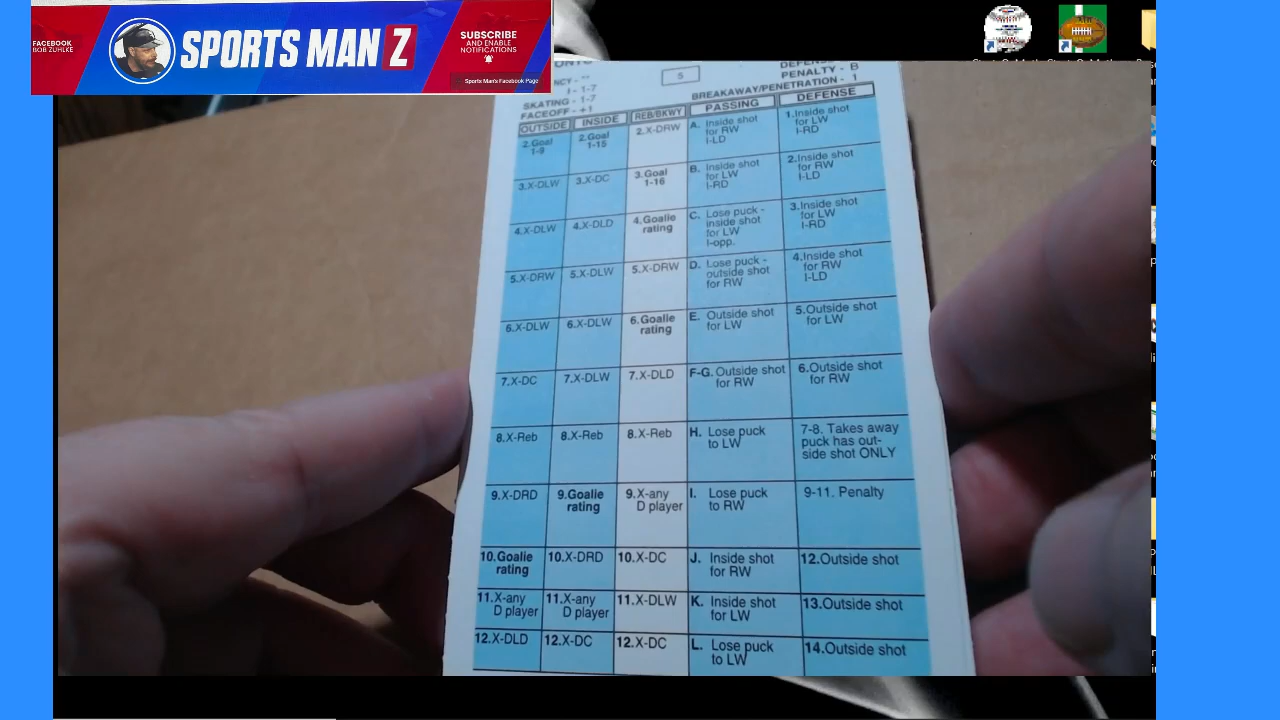 FACEBOOK
BOB ZUHLKE
SPORTS MAN Z
SUBSCRIBE
AND ENABLE
NOTIFICATIONS
Sports Man's Facebook Page
5
PENALTY - B
I - 1-7
SKATING - 1-7
BREAKAWAY/PENETRATION - 1
FACEOFF - +1
OUTSIDE INSIDE REB/BKWY PASSING DEFENSE
2.Goal
1-9
2.Goal
1-15
2.X-DRW
A. Inside shot
for RW
I-LD
1.Inside shot
for LW
I-RD
3.X-DLW
3.X-DC
3.Goal
1-16
B. Inside shot
for LW
I-RD
2.Inside shot
for RW
I-LD
4.X-DLW
4.X-DLD
4.Goalie
rating
C. Lose puck -
inside shot
for LW
I-opp.
3.Inside shot
for LW
I-RD
5.X-DRW
5.X-DLW
5.X-DRW
D. Lose puck -
outside shot
for RW
4.Inside shot
for RW
I-LD
6.X-DLW
6.X-DLW
6.Goalie
rating
E. Outside shot
for LW
5.Outside shot
for LW
7.X-DC
7.X-DLW
7.X-DLD
F-G. Outside shot
for RW
6.Outside shot
for RW
8.X-Reb
8.X-Reb
8.X-Reb
H. Lose puck
to LW
7-8. Takes away
puck has out-
side shot ONLY
9.X-DRD
9.Goalie
rating
9.X-any
D player
I. Lose puck
to RW
9-11. Penalty
10.Goalie
rating
10.X-DRD
10.X-DC
J. Inside shot
for RW
12.Outside shot
11.X-any
D player
11.X-any
D player
11.X-DLW
K. Inside shot
for LW
13.Outside shot
12.X-DLD
12.X-DC
12.X-DC
L. Lose puck
to LW
14.Outside shot